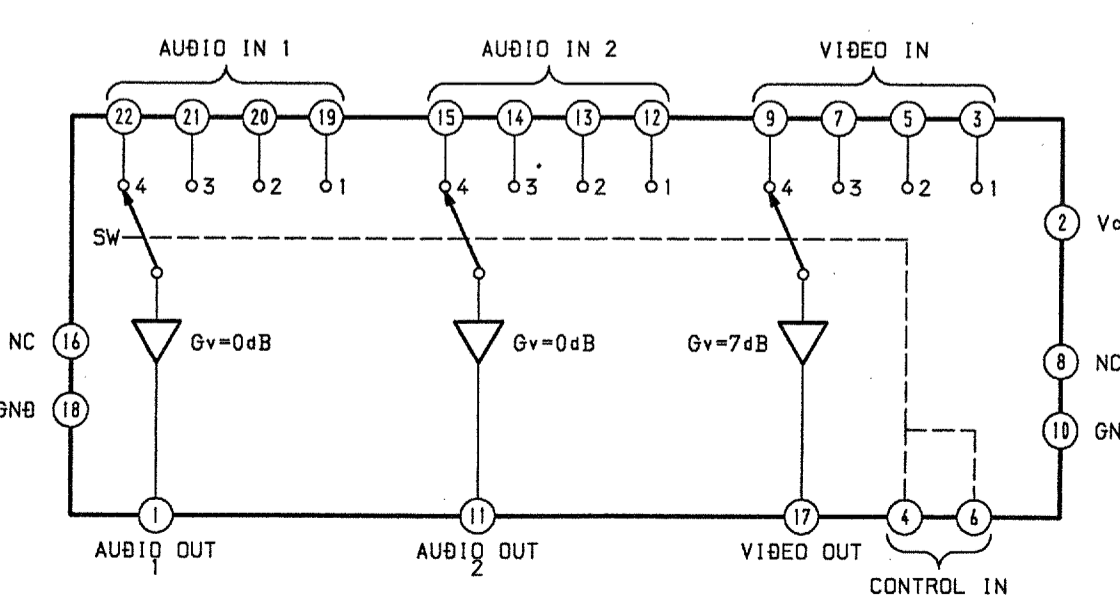 AUDIO IN 1 AUDIO IN 2 VIDEO IN
22 21 20 19 15 14 13 12 9 7 5 3
4 3 2 1 4 3 2 1 4 3 2 1
2 Vc
SW
NC 16 Gv=0dB Gv=0dB Gv=7dB
8 NC
GND 18
10 GN
1 11 17 4 6
AUDIO OUT 1 AUDIO OUT 2 VIDEO OUT
CONTROL IN